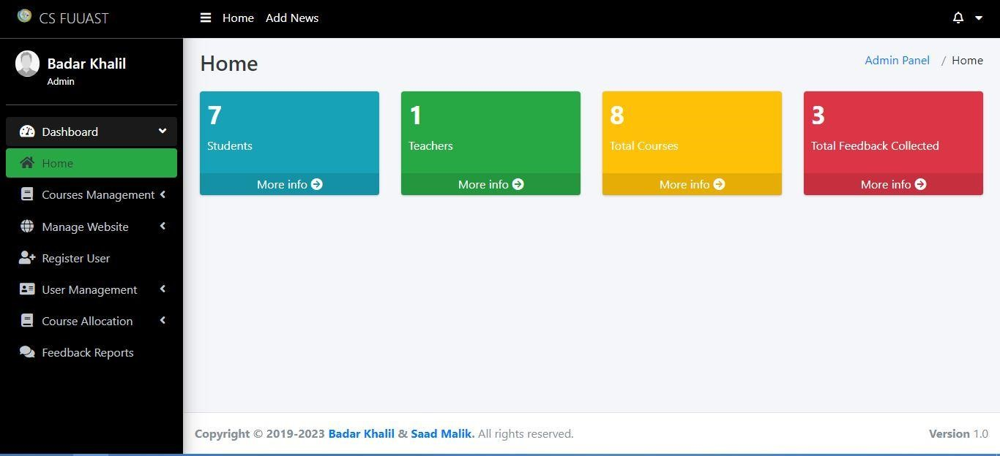 CS FUUAST
Home Add News
Badar Khalil
Admin
Dashboard
Home
Courses Management
Manage Website
Register User
User Management
Course Allocation
Feedback Reports
Home
Admin Panel / Home
7
Students
More info
1
Teachers
More info
8
Total Courses
More info
3
Total Feedback Collected
More info
Copyright © 2019-2023 Badar Khalil & Saad Malik. All rights reserved.
Version 1.0